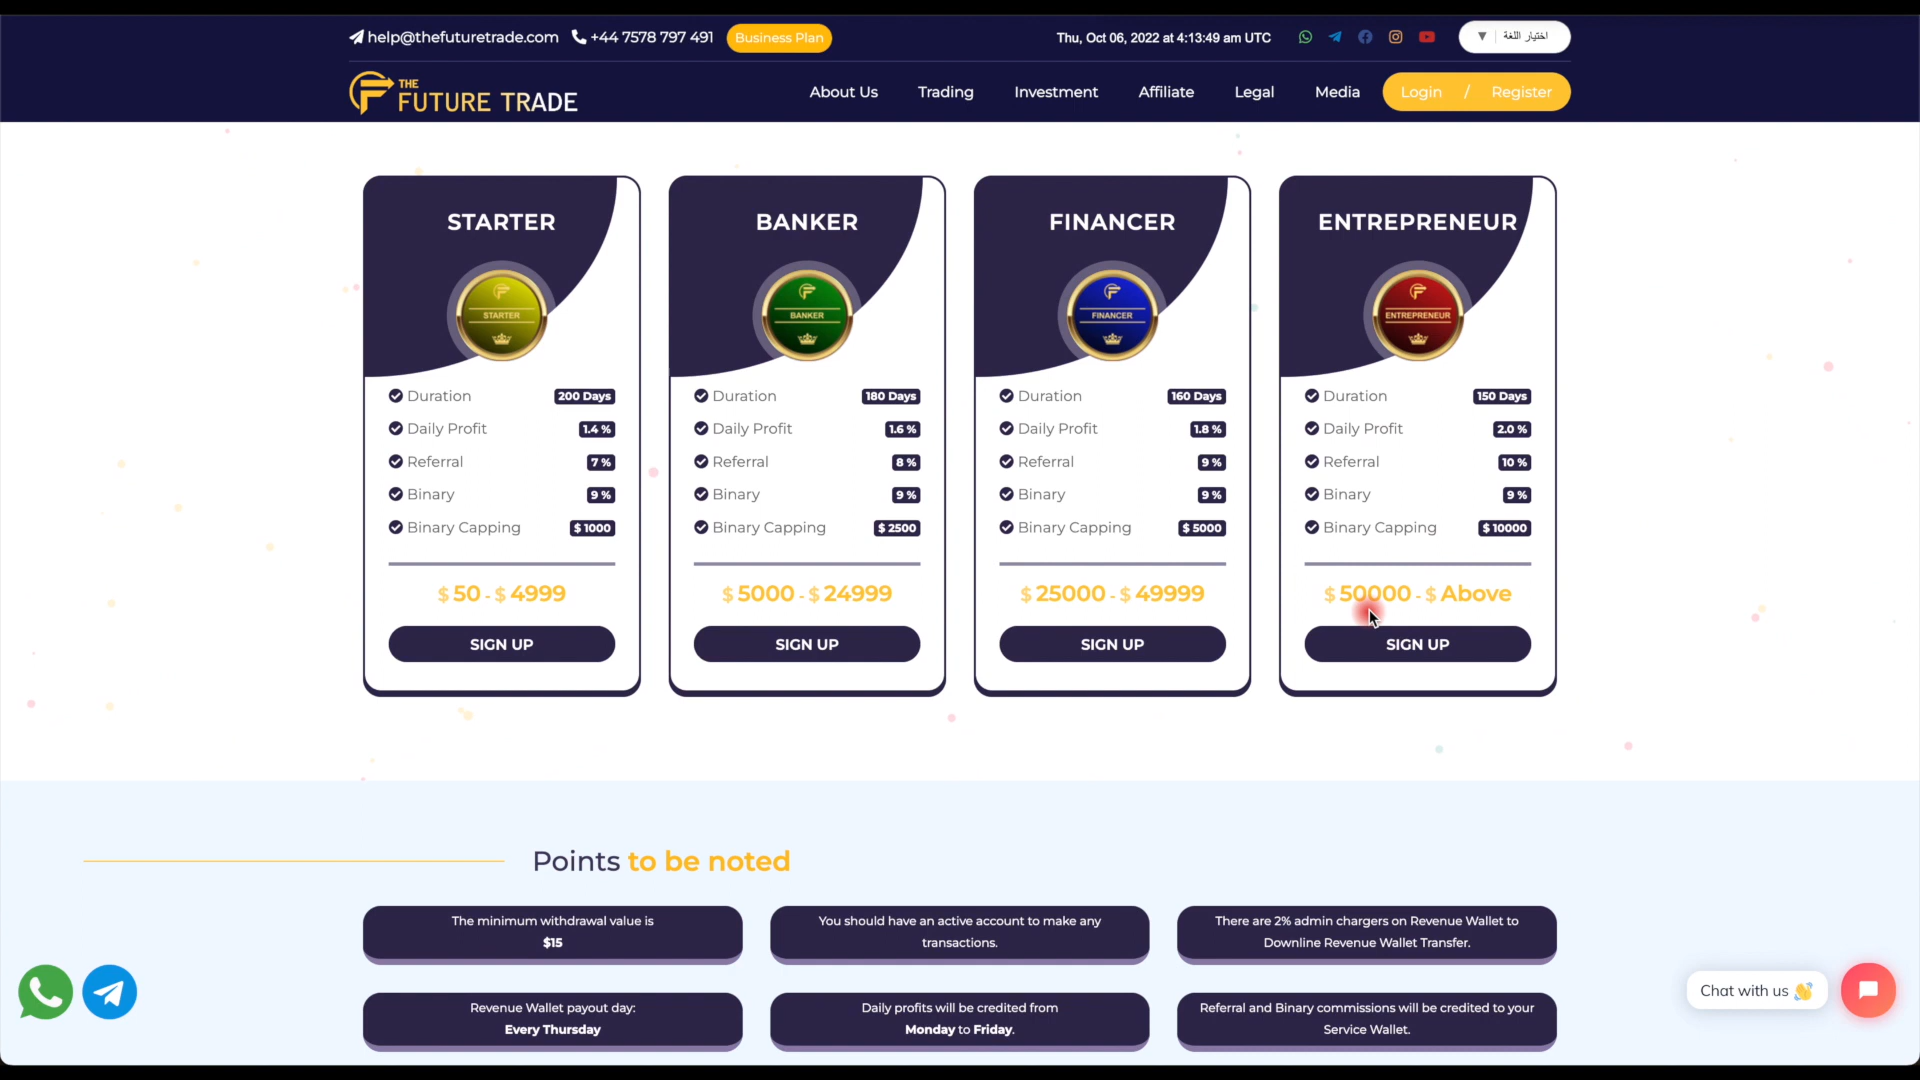 help@thefuturetrade.com +44 7578 797 491 Business Plan
Thu, Oct 06, 2022 at 4:13:49 am UTC
▼ اختيار اللغة
THE
FUTURE TRADE
About Us Trading Investment Affiliate Legal Media Login / Register
STARTER
STARTER
Duration 200 Days
Daily Profit 1.4 %
Referral 7 %
Binary 9 %
Binary Capping $ 1000
$ 50 - $ 4999
SIGN UP
BANKER
BANKER
Duration 180 Days
Daily Profit 1.6 %
Referral 8 %
Binary 9 %
Binary Capping $ 2500
$ 5000 - $ 24999
SIGN UP
FINANCER
FINANCER
Duration 160 Days
Daily Profit 1.8 %
Referral 9 %
Binary 9 %
Binary Capping $ 5000
$ 25000 - $ 49999
SIGN UP
ENTREPRENEUR
ENTREPRENEUR
Duration 150 Days
Daily Profit 2.0 %
Referral 10 %
Binary 9 %
Binary Capping $ 10000
$ 50000 - $ Above
SIGN UP
Points to be noted
The minimum withdrawal value is
$15
You should have an active account to make any
transactions.
There are 2% admin chargers on Revenue Wallet to
Downline Revenue Wallet Transfer.
Revenue Wallet payout day:
Every Thursday
Daily profits will be credited from
Monday to Friday.
Referral and Binary commissions will be credited to your
Service Wallet.
Chat with us 👋